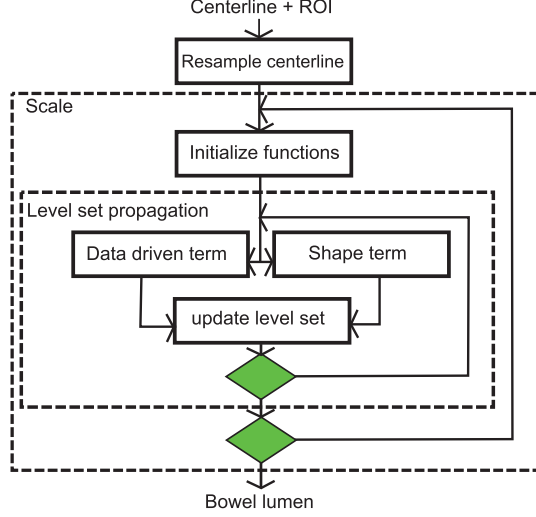 Centerline + ROI
Resample centerline
Scale
Initialize functions
Level set propagation
Data driven term
Shape term
update level set
Bowel lumen